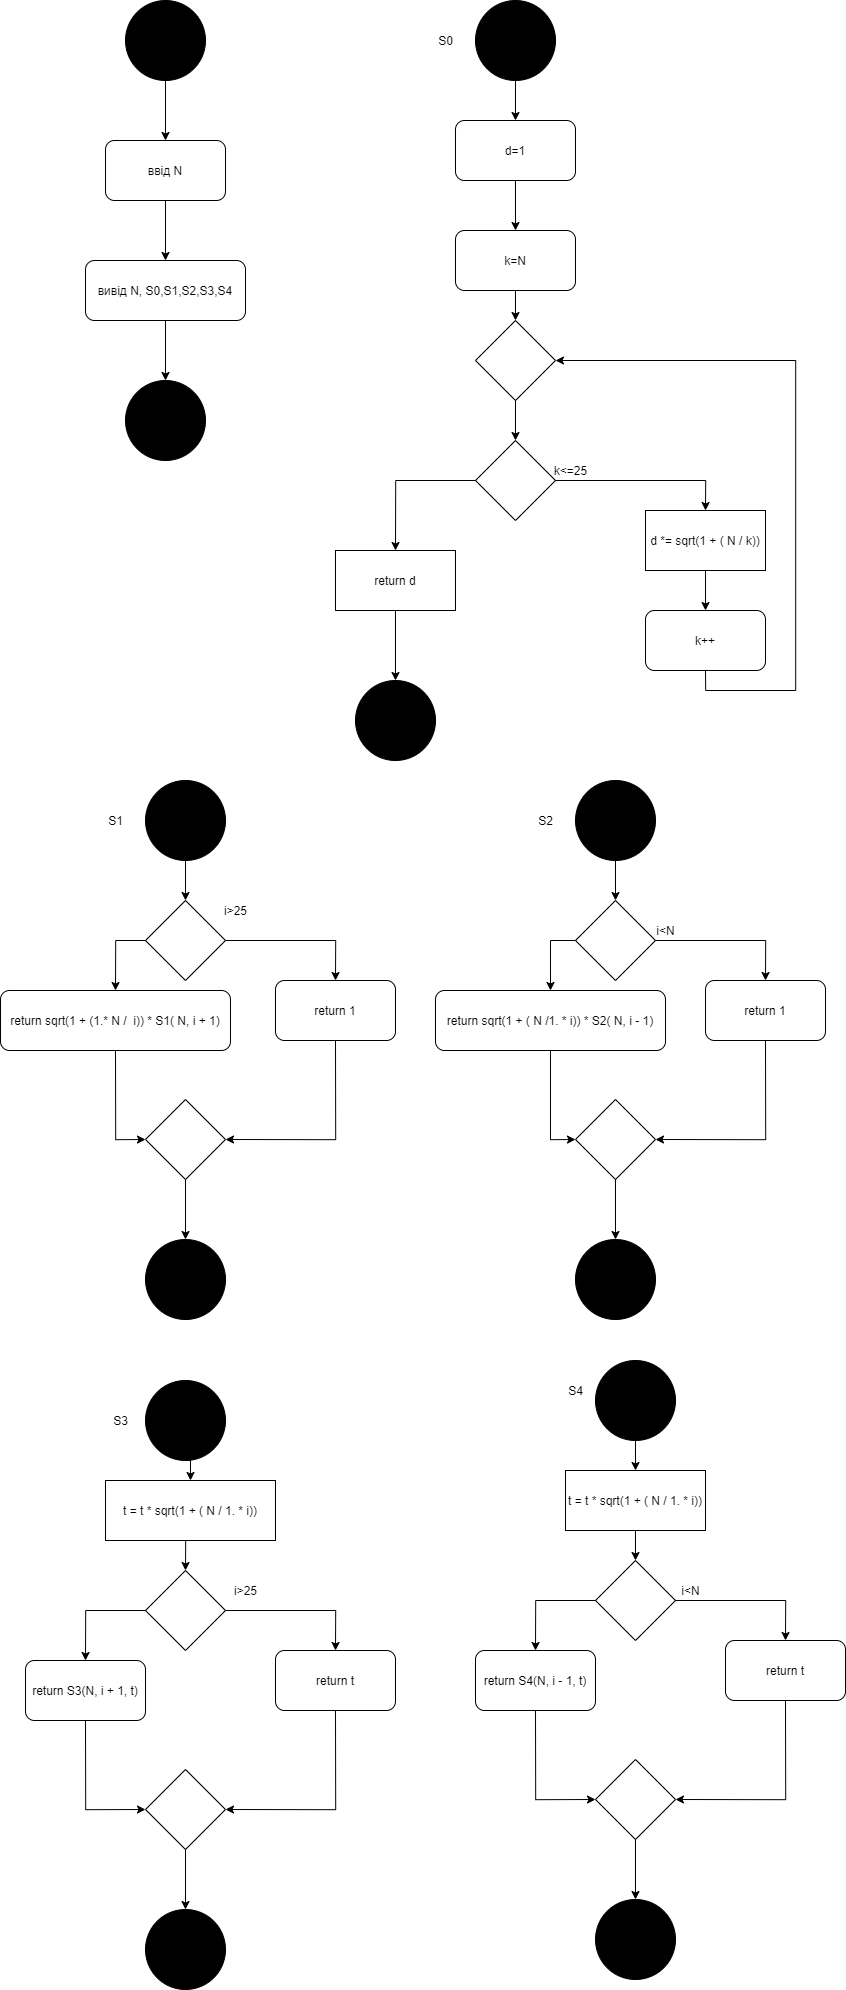 ввід N
вивід N, S0,S1,S2,S3,S4
S0
d=1
k=N
k<=25
d *= sqrt(1 + ( N / k))
return d
k++
S1
i>25
return sqrt(1 + (1.* N /  i)) * S1( N, i + 1)
return 1
S2
i<N
return sqrt(1 + ( N /1. * i)) * S2( N, i - 1)
return 1
S3
t = t * sqrt(1 + ( N / 1. * i))
i>25
return S3(N, i + 1, t)
return t
S4
t = t * sqrt(1 + ( N / 1. * i))
i<N
return S4(N, i - 1, t)
return t